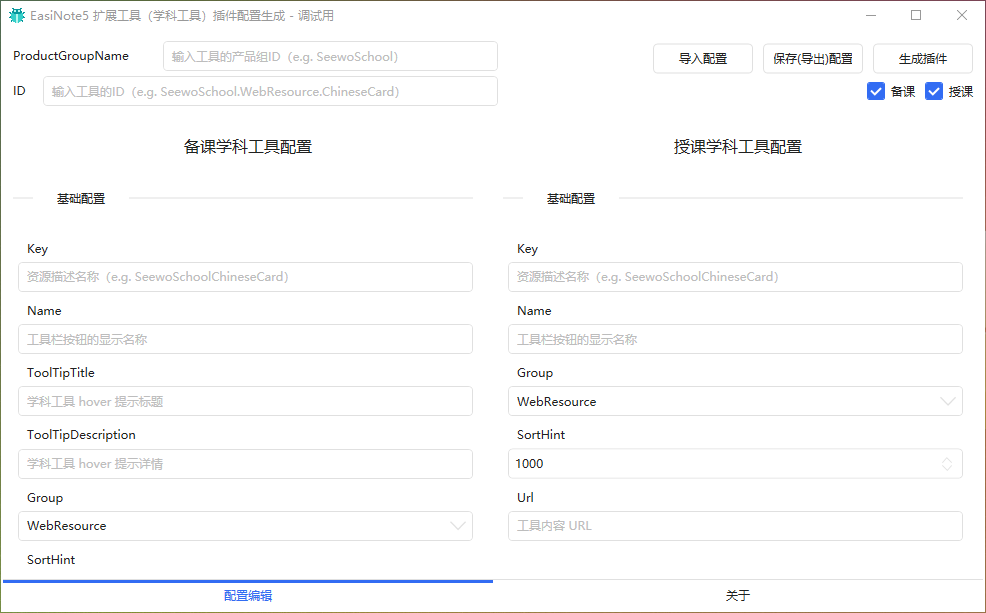 EasiNote5 扩展工具（学科工具）插件配置生成 - 调试用
ProductGroupName
输入工具的产品组ID（e.g. SeewoSchool）
导入配置
保存(导出)配置
生成插件
ID
输入工具的ID（e.g. SeewoSchool.WebResource.ChineseCard）
备课
授课
备课学科工具配置
基础配置
Key
资源描述名称（e.g. SeewoSchoolChineseCard）
Name
工具栏按钮的显示名称
ToolTipTitle
学科工具 hover 提示标题
ToolTipDescription
学科工具 hover 提示详情
Group
WebResource
SortHint
授课学科工具配置
基础配置
Key
资源描述名称（e.g. SeewoSchoolChineseCard）
Name
工具栏按钮的显示名称
Group
WebResource
SortHint
1000
Url
工具内容 URL
配置编辑
关于